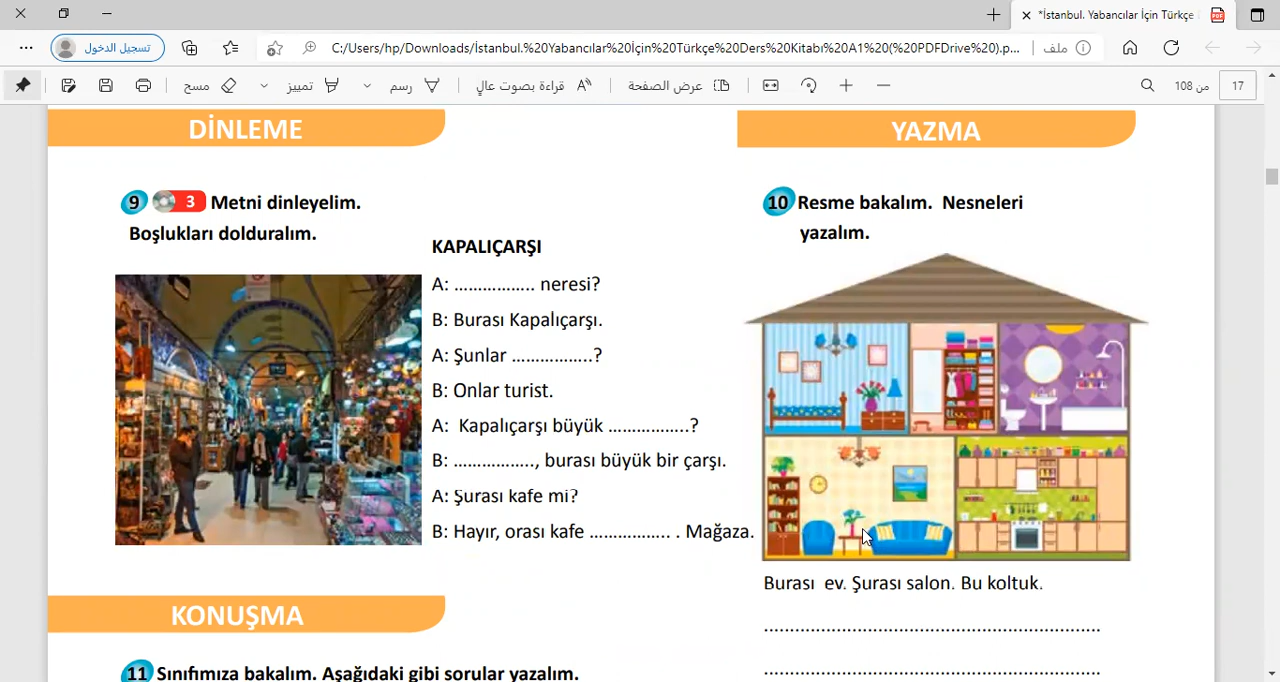 *İstanbul. Yabancılar İçin Türkçe
تسجيل الدخول
C:/Users/hp/Downloads/İstanbul.%20Yabancılar%20İçin%20Türkçe%20Ders%20Kitabı%20A1%20(%20PDFDrive%20).p...
ملف
مسح
تمييز
رسم
قراءة بصوت عالٍ
عرض الصفحة
من 108
17
DİNLEME
9 3 Metni dinleyelim.
Boşlukları dolduralım.
KAPALIÇARŞI
A: ................ neresi?
B: Burası Kapalıçarşı.
A: Şunlar ................?
B: Onlar turist.
A: Kapalıçarşı büyük ................?
B: ................, burası büyük bir çarşı.
A: Şurası kafe mi?
B: Hayır, orası kafe ................ . Mağaza.
KONUŞMA
11 Sınıfımıza bakalım. Aşağıdaki gibi sorular yazalım.
YAZMA
10 Resme bakalım. Nesneleri
yazalım.
Burası ev. Şurası salon. Bu koltuk.
................................................................
................................................................